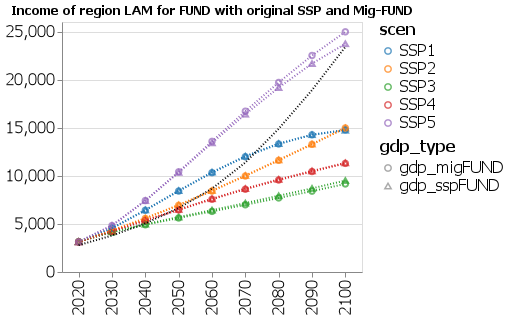 Income of region LAM for FUND with original SSP and Mig-FUND
25,000
20,000
15,000
10,000
5,000
0
2020
2030
2040
2050
2060
2070
2080
2090
2100
scen
SSP1
SSP2
SSP3
SSP4
SSP5
gdp_type
gdp_migFUND
gdp_sspFUND